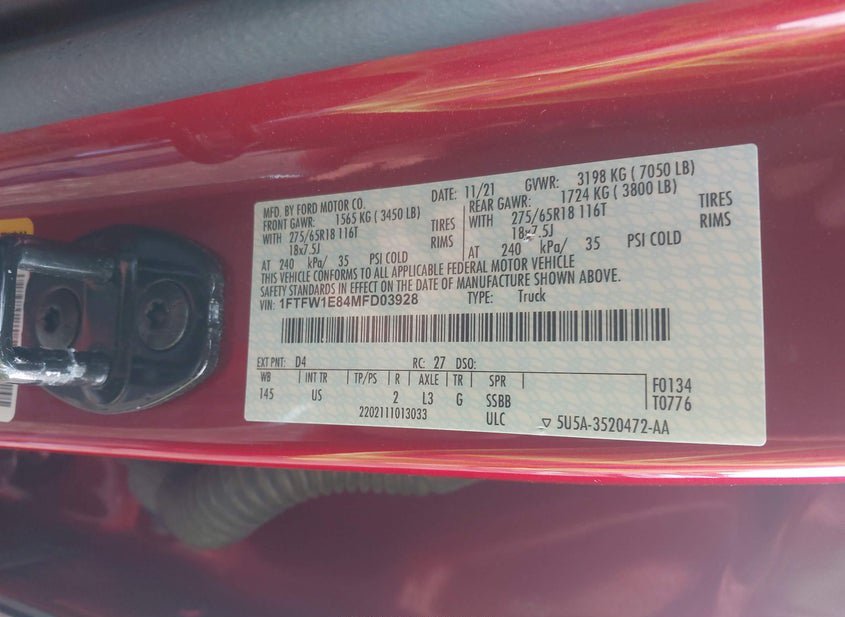 MFD. BY FORD MOTOR CO.
DATE: 11/21 GVWR: 3198 KG ( 7050 LB)
FRONT GAWR: 1565 KG ( 3450 LB) REAR GAWR: 1724 KG ( 3800 LB)
WITH 275/65R18 116T TIRES WITH 275/65R18 116T TIRES
18x7.5J RIMS 18x7.5J RIMS
AT 240 kPa/ 35 PSI COLD AT 240 kPa/ 35 PSI COLD
THIS VEHICLE CONFORMS TO ALL APPLICABLE FEDERAL MOTOR VEHICLE
SAFETY STANDARDS IN EFFECT ON THE DATE OF MANUFACTURE SHOWN ABOVE.
VIN: 1FTFW1E84MFD03928 TYPE: Truck
EXT PNT: D4 RC: 27 DSO:
WB INT TR TP/PS R AXLE TR SPR F0134
145 US 2 L3 G SSBB T0776
2202111013033 ULC ▽ 5U5A-3520472-AA